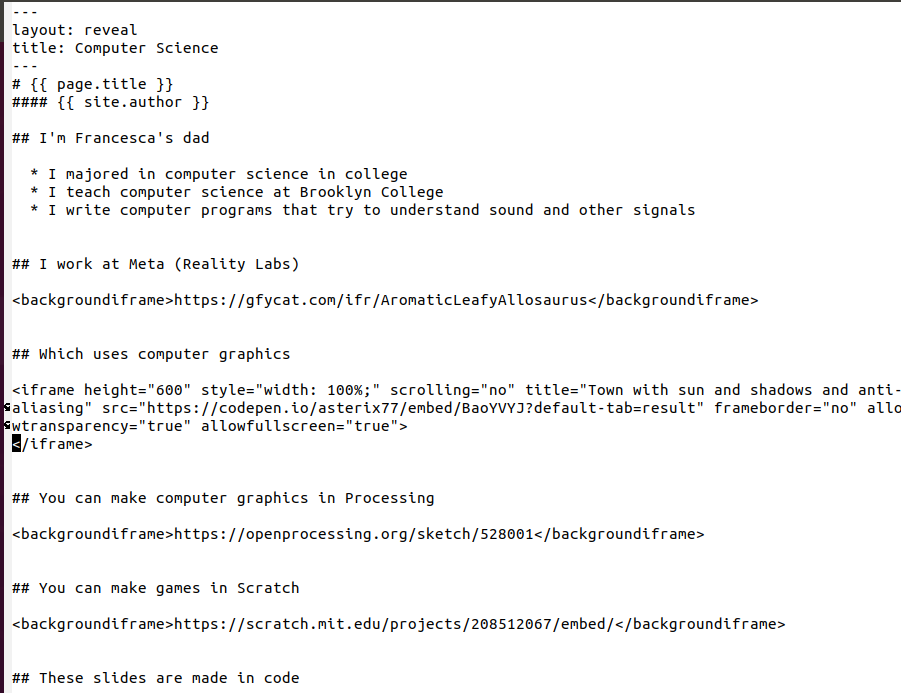 ---
layout: reveal
title: Computer Science
---
# {{ page.title }}
#### {{ site.author }}
## I'm Francesca's dad
* I majored in computer science in college
* I teach computer science at Brooklyn College
* I write computer programs that try to understand sound and other signals
## I work at Meta (Reality Labs)
<backgroundiframe>https://gfycat.com/ifr/AromaticLeafyAllosaurus</backgroundiframe>
## Which uses computer graphics
<iframe height="600" style="width: 100%;" scrolling="no" title="Town with sun and shadows and anti-
aliasing" src="https://codepen.io/asterix77/embed/BaoYVYJ?default-tab=result" frameborder="no" allo
wtransparency="true" allowfullscreen="true">
</iframe>
## You can make computer graphics in Processing
<backgroundiframe>https://openprocessing.org/sketch/528001</backgroundiframe>
## You can make games in Scratch
<backgroundiframe>https://scratch.mit.edu/projects/208512067/embed/</backgroundiframe>
## These slides are made in code